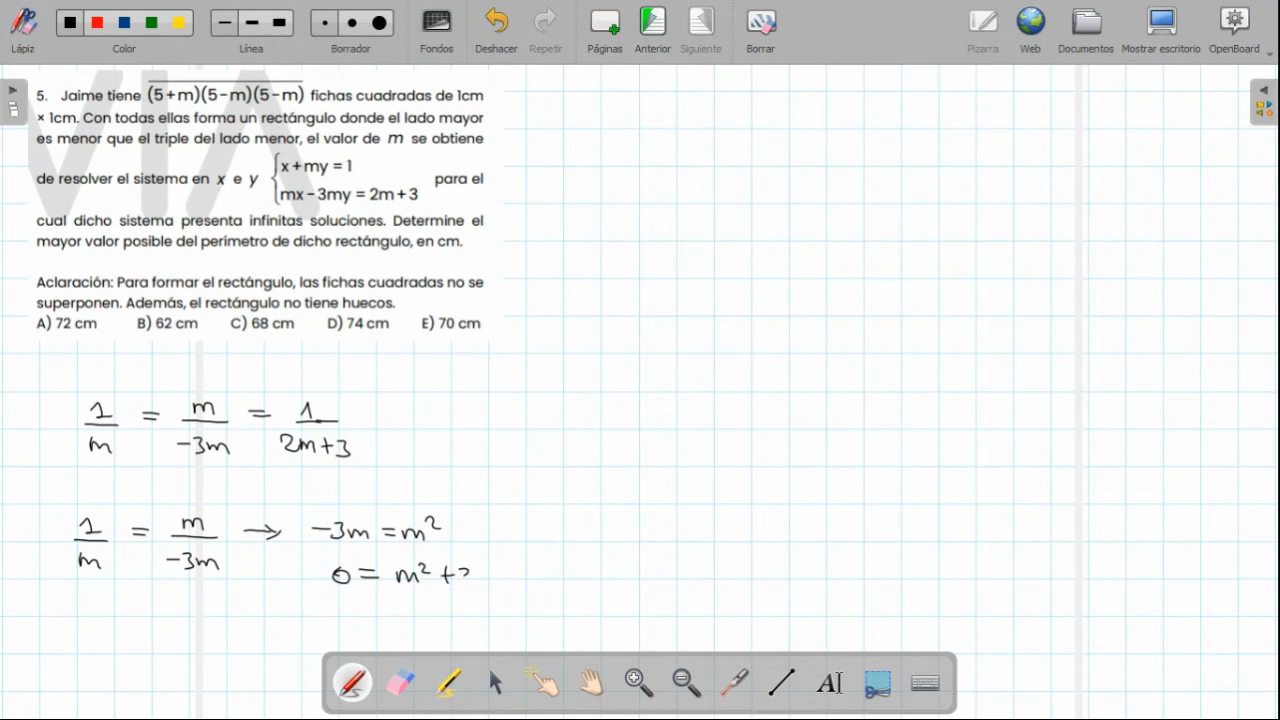 Lápiz Color Línea Borrador Fondos Deshacer Repetir Páginas Anterior Siguiente Borrar Pizarra Web Documentos Mostrar escritorio OpenBoard
5. Jaime tiene (5+m)(5-m)(5-m) fichas cuadradas de 1cm
× 1cm. Con todas ellas forma un rectángulo donde el lado mayor
es menor que el triple del lado menor, el valor de m se obtiene
de resolver el sistema en x e y { x+my = 1
mx-3my = 2m+3 para el
cual dicho sistema presenta infinitas soluciones. Determine el
mayor valor posible del perímetro de dicho rectángulo, en cm.
Aclaración: Para formar el rectángulo, las fichas cuadradas no se
superponen. Además, el rectángulo no tiene huecos.
A) 72 cm B) 62 cm C) 68 cm D) 74 cm E) 70 cm
1/m = m/-3m = 1/2m+3
1/m = m/-3m → -3m = m²
0 = m² +
AI